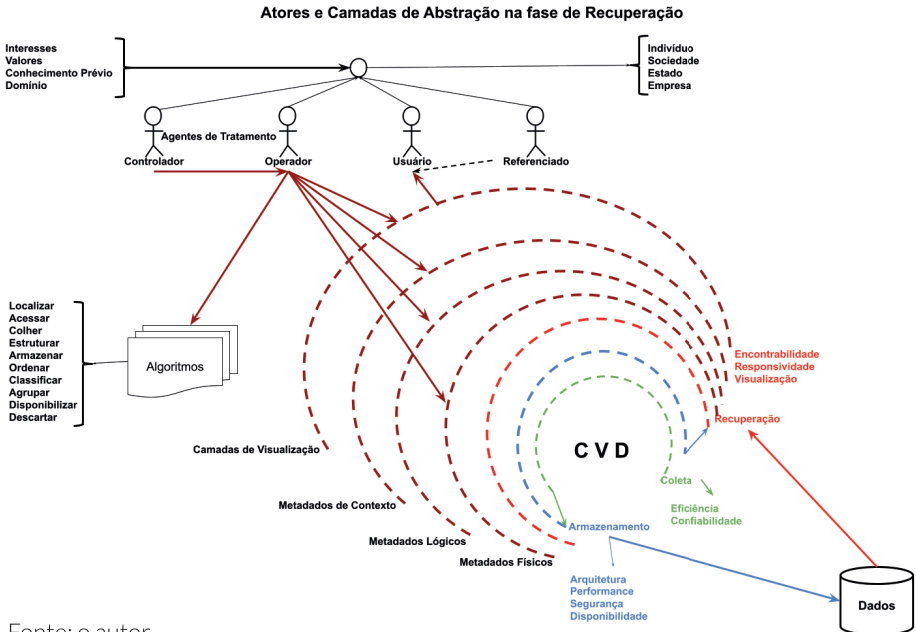 Atores e Camadas de Abstração na fase de Recuperação
Interesses
Valores
Conhecimento Prévio
Domínio
Indivíduo
Sociedade
Estado
Empresa
Agentes de Tratamento
Controlador
Operador
Usuário
Referenciado
Localizar
Acessar
Colher
Estruturar
Armazenar
Ordenar
Classificar
Agrupar
Disponibilizar
Descartar
Algoritmos
Encontrabilidade
Responsividade
Visualização
Recuperação
Camadas de Visualização
C V D
Coleta
Metadados de Contexto
Eficiência
Confiabilidade
Armazenamento
Metadados Lógicos
Metadados Físicos
Arquitetura
Performance
Segurança
Disponibilidade
Dados
Fonte: o autor